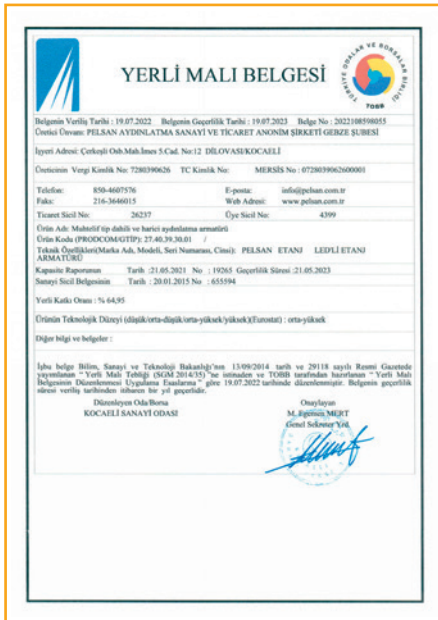 YERLİ MALI BELGESİ
TÜRKİYE ODALAR VE BORSALAR BİRLİĞİ
TOBB
Belgenin Veriliş Tarihi : 19.07.2022 Belgenin Geçerlilik Tarihi : 19.07.2023 Belge No : 2022108598055
Üretici Ünvanı: PELSAN AYDINLATMA SANAYİ VE TİCARET ANONİM ŞİRKETİ GEBZE ŞUBESİ
İşyeri Adresi: Çerkeşli Osb.Mah.İmes 5.Cad. No:12 DİLOVASI/KOCAELİ
Üreticinin Vergi Kimlik No: 7280390626 TC Kimlik No: MERSİS No : 0728039062600001
Telefon: 850-4607576 E-posta: info@pelsan.com.tr
Faks: 216-3646015 Web Adresi: www.pelsan.com.tr
Ticaret Sicil No: 26237 Üye Sicil No: 4399
Ürün Adı: Muhtelif tip dahili ve harici aydınlatma armatürü
Ürün Kodu (PRODCOM/GTİP): 27.40.39.30.01 /
Teknik Özellikleri(Marka Adı, Modeli, Seri Numarası, Cinsi): PELSAN ETANJ LED'Lİ ETANJ
ARMATÜRÜ
Kapasite Raporunun Tarih :21.05.2021 No : 19265 Geçerlilik Süresi :21.05.2023
Sanayi Sicil Belgesinin Tarih : 20.01.2015 No : 655594
Yerli Katkı Oranı : % 64,95
Ürünün Teknolojik Düzeyi (düşük/orta-düşük/orta-yüksek/yüksek)(Eurostat) : orta-yüksek
Diğer bilgi ve belgeler :
İşbu belge Bilim, Sanayi ve Teknoloji Bakanlığı'nın 13/09/2014 tarih ve 29118 sayılı Resmi Gazetede
yayımlanan " Yerli Malı Tebliği (SGM 2014/35) "ne istinaden ve TOBB tarafından hazırlanan " Yerli Malı
Belgesinin Düzenlenmesi Uygulama Esaslarına " göre 19.07.2022 tarihinde düzenlenmiştir. Belgenin geçerlilik
süresi veriliş tarihinden itibaren bir yıl geçerlidir.
Düzenleyen Oda/Borsa Onaylayan
KOCAELİ SANAYİ ODASI M. Egemen MERT
Genel Sekreter Yrd.